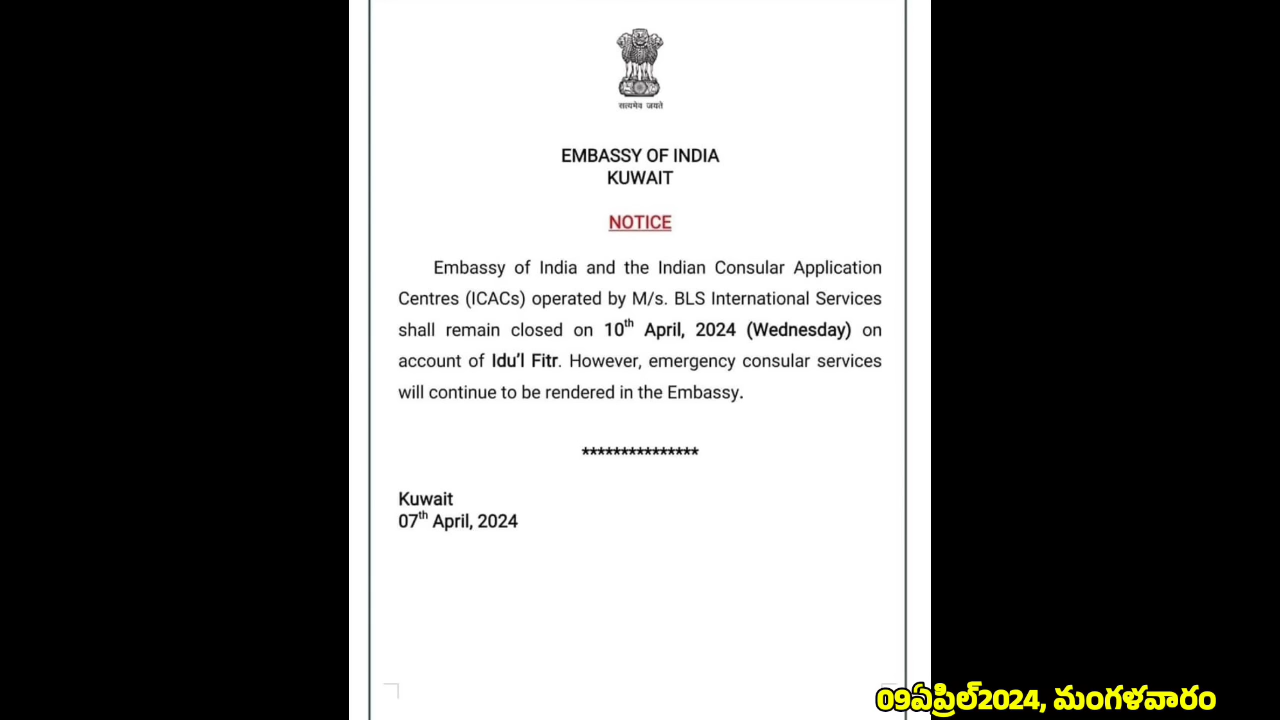 सत्यमेव जयते
EMBASSY OF INDIA
KUWAIT
NOTICE
Embassy of India and the Indian Consular Application
Centres (ICACs) operated by M/s. BLS International Services
shall remain closed on 10th April, 2024 (Wednesday) on
account of Idu'l Fitr. However, emergency consular services
will continue to be rendered in the Embassy.
***************
Kuwait
07th April, 2024
09ఏప్రిల్2024, మంగళవారం